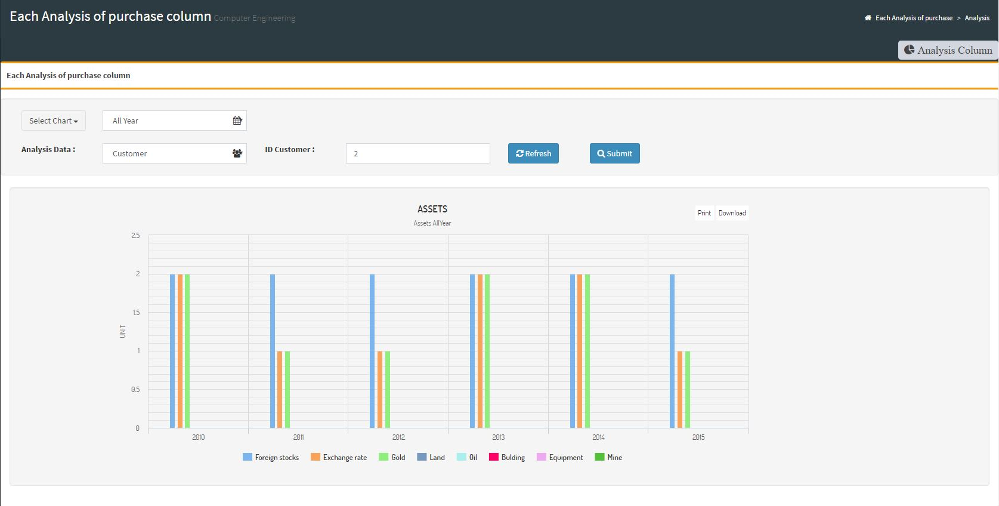 Each Analysis of purchase column Computer Engineering
Each Analysis of purchase > Analysis
Analysis Column
Each Analysis of purchase column
Select Chart
All Year
Analysis Data :
Customer
ID Customer :
2
Refresh
Submit
ASSETS
Assets AllYear
Print
Download
2.5
2
1.5
1
0.5
0
UNIT
2010
2011
2012
2013
2014
2015
Foreign stocks
Exchange rate
Gold
Land
Oil
Bulding
Equipment
Mine